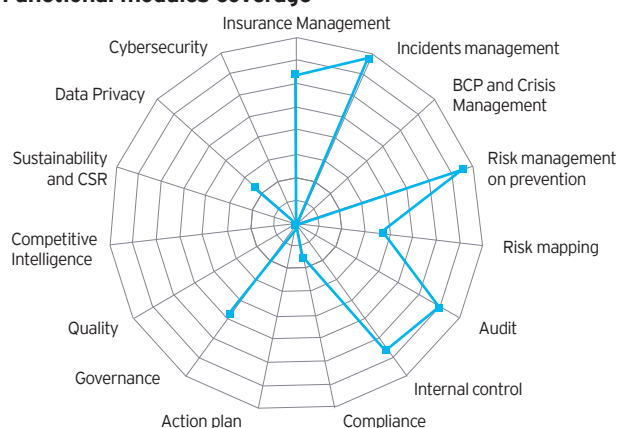 Functional modules coverage
Insurance Management
Cybersecurity
Incidents management
Data Privacy
BCP and Crisis
Management
Sustainability
and CSR
Risk management
on prevention
Competitive
Intelligence
Risk mapping
Quality
Audit
Governance
Internal control
Action plan
Compliance